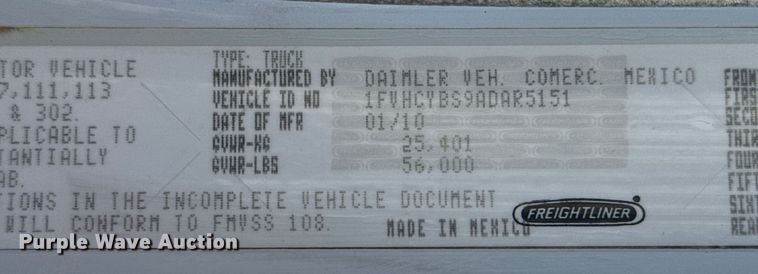 TYPE: TRUCK
TOR VEHICLE MANUFACTURED BY DAIMLER VEH. COMERC. MEXICO FRON
7,111,113 VEHICLE ID NO 1FVHCYBS9ADAR5151 FIRS
& 302. DATE OF MFR 01/10 SECO
PLICABLE TO GVWR-KG 25,401 THIR
TANTIALLY GVWR-LBS 56,000 FOUR
AB. FIFT
TIONS IN THE INCOMPLETE VEHICLE DOCUMENT SIXT
WILL CONFORM TO FMVSS 108. MADE IN MEXICO FREIGHTLINER REAR
Purple Wave Auction